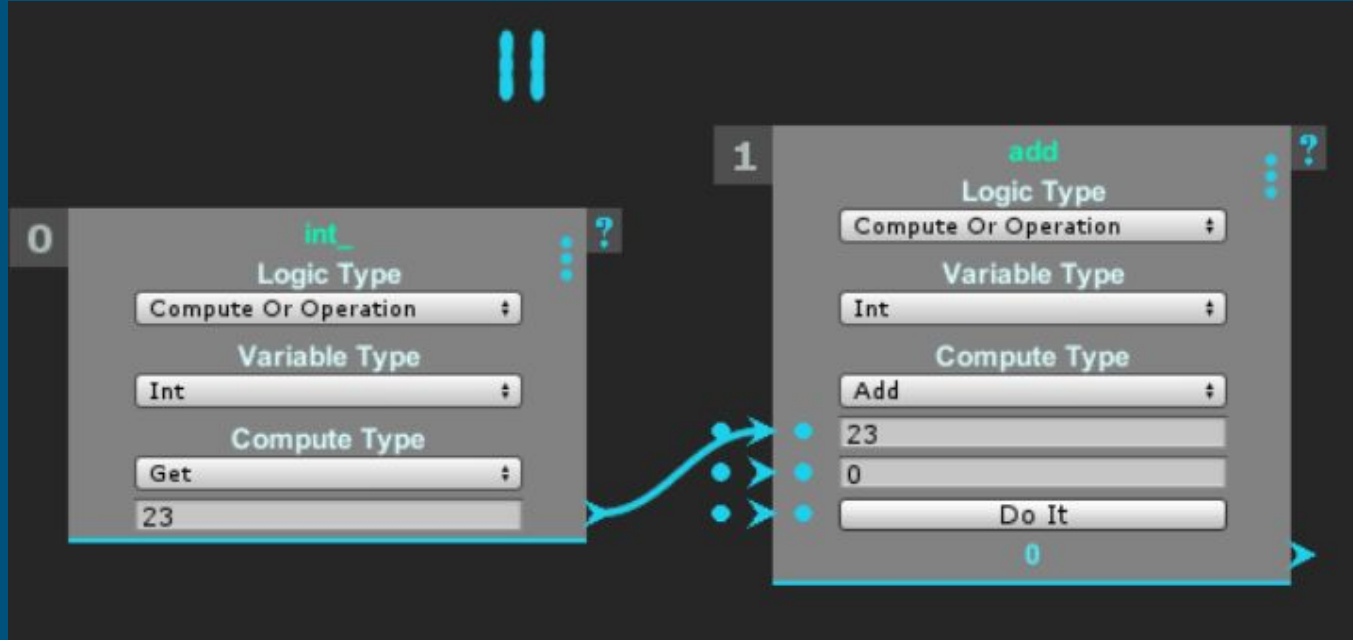 0
int_
?
Logic Type
Compute Or Operation
Variable Type
Int
Compute Type
Get
23
1
add
?
Logic Type
Compute Or Operation
Variable Type
Int
Compute Type
Add
23
0
Do It
0